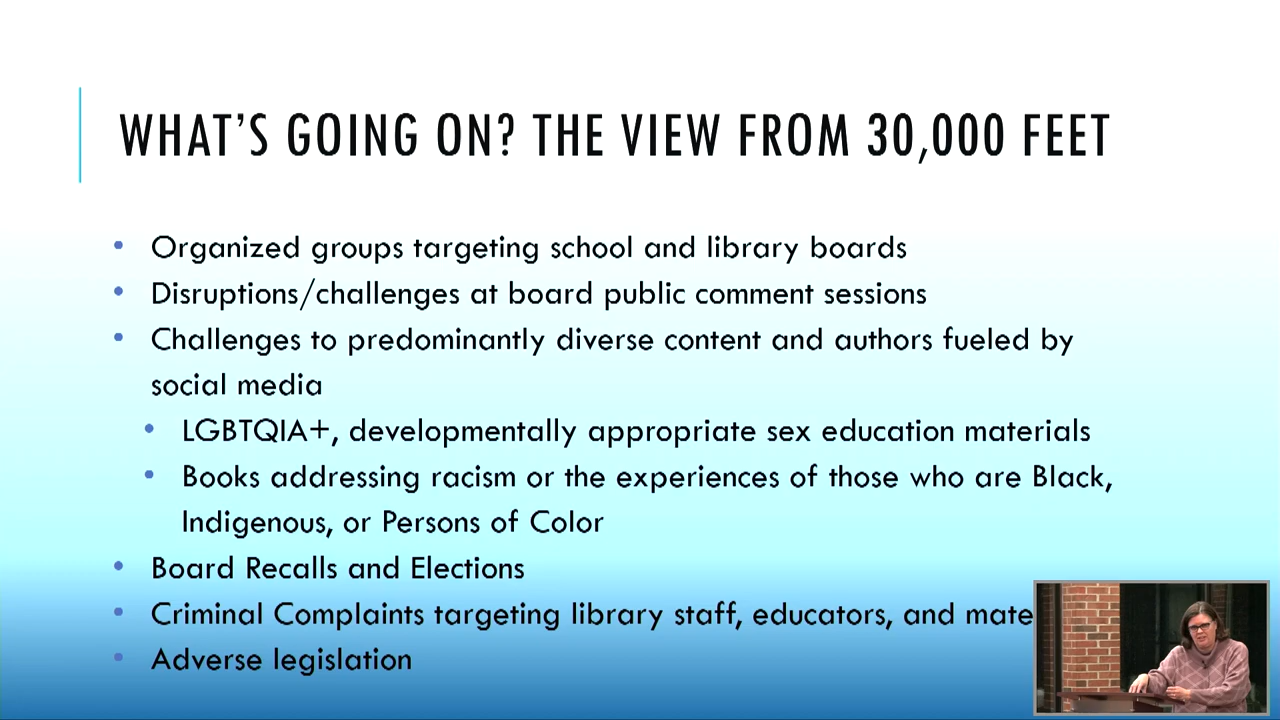 WHAT'S GOING ON? THE VIEW FROM 30,000 FEET
• Organized groups targeting school and library boards
• Disruptions/challenges at board public comment sessions
• Challenges to predominantly diverse content and authors fueled by
social media
• LGBTQIA+, developmentally appropriate sex education materials
• Books addressing racism or the experiences of those who are Black,
Indigenous, or Persons of Color
• Board Recalls and Elections
• Criminal Complaints targeting library staff, educators, and mate
• Adverse legislation